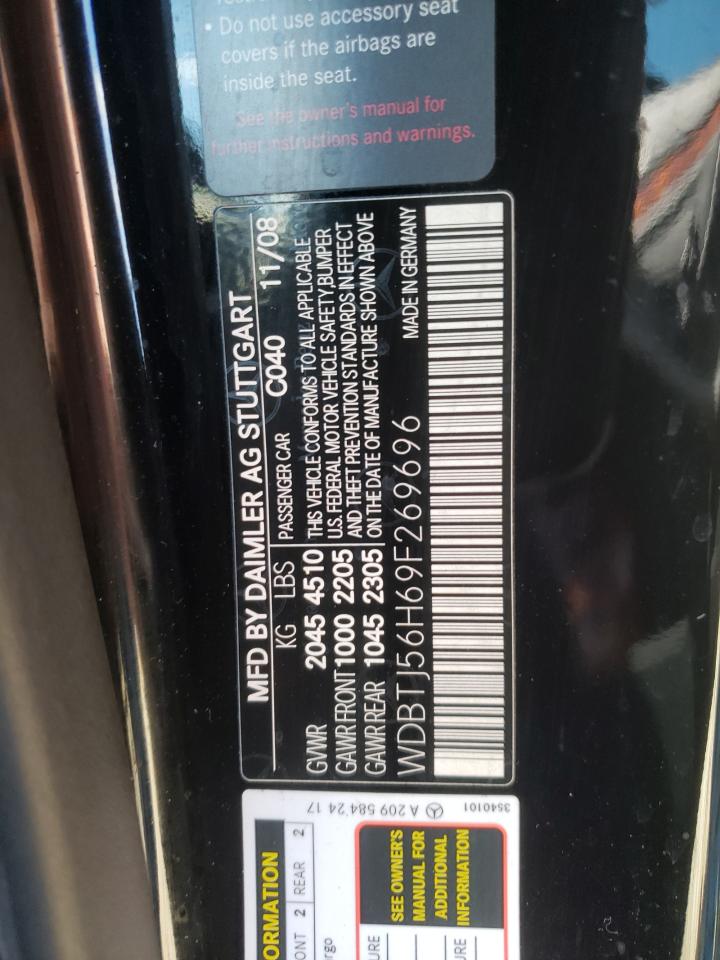 • Do not use accessory seat
covers if the airbags are
inside the seat.
See the owner's manual for
further instructions and warnings.
MFD BY DAIMLER AG STUTTGART
KG LBS PASSENGER CAR C040 11/08
GVWR 2045 4510 THIS VEHICLE CONFORMS TO ALL APPLICABLE
GAWR FRONT 1000 2205 U.S. FEDERAL MOTOR VEHICLE SAFETY, BUMPER
AND THEFT PREVENTION STANDARDS IN EFFECT
GAWR REAR 1045 2305 ON THE DATE OF MANUFACTURE SHOWN ABOVE
WDBTJ56H69F269696 MADE IN GERMANY
3540101 A 209 584 24 17
ORMATION
ONT 2 REAR 2
rgo
SEE OWNER'S
MANUAL FOR
ADDITIONAL
INFORMATION
URE
URE